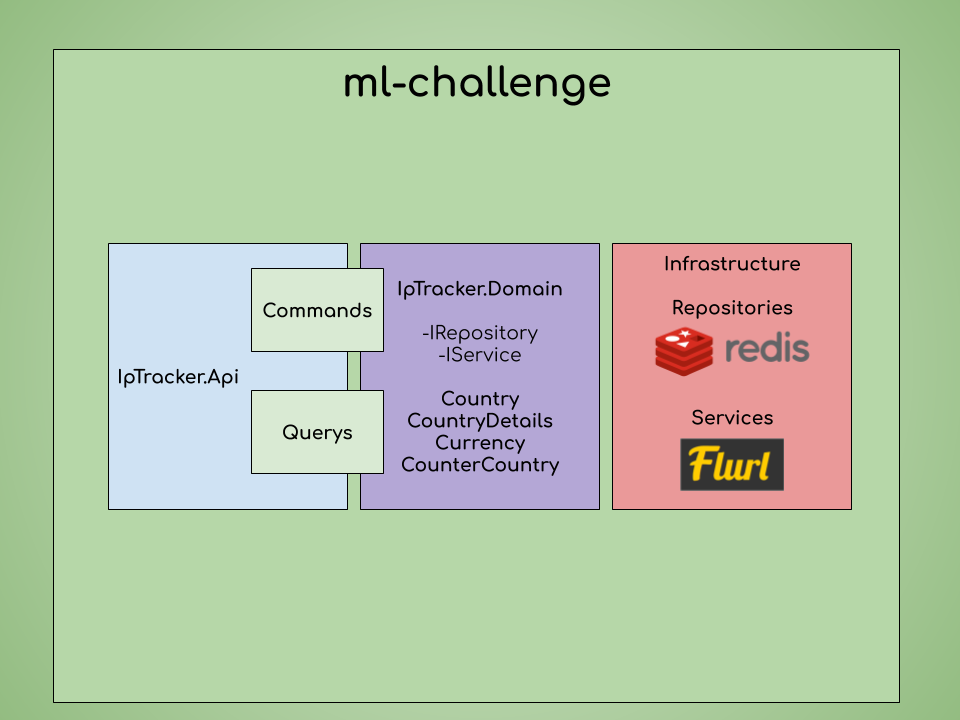 ml-challenge
IpTracker.Api
Commands
Querys
IpTracker.Domain
-IRepository
-IService
Country
CountryDetails
Currency
CounterCountry
Infrastructure
Repositories
redis
Services
Flurl